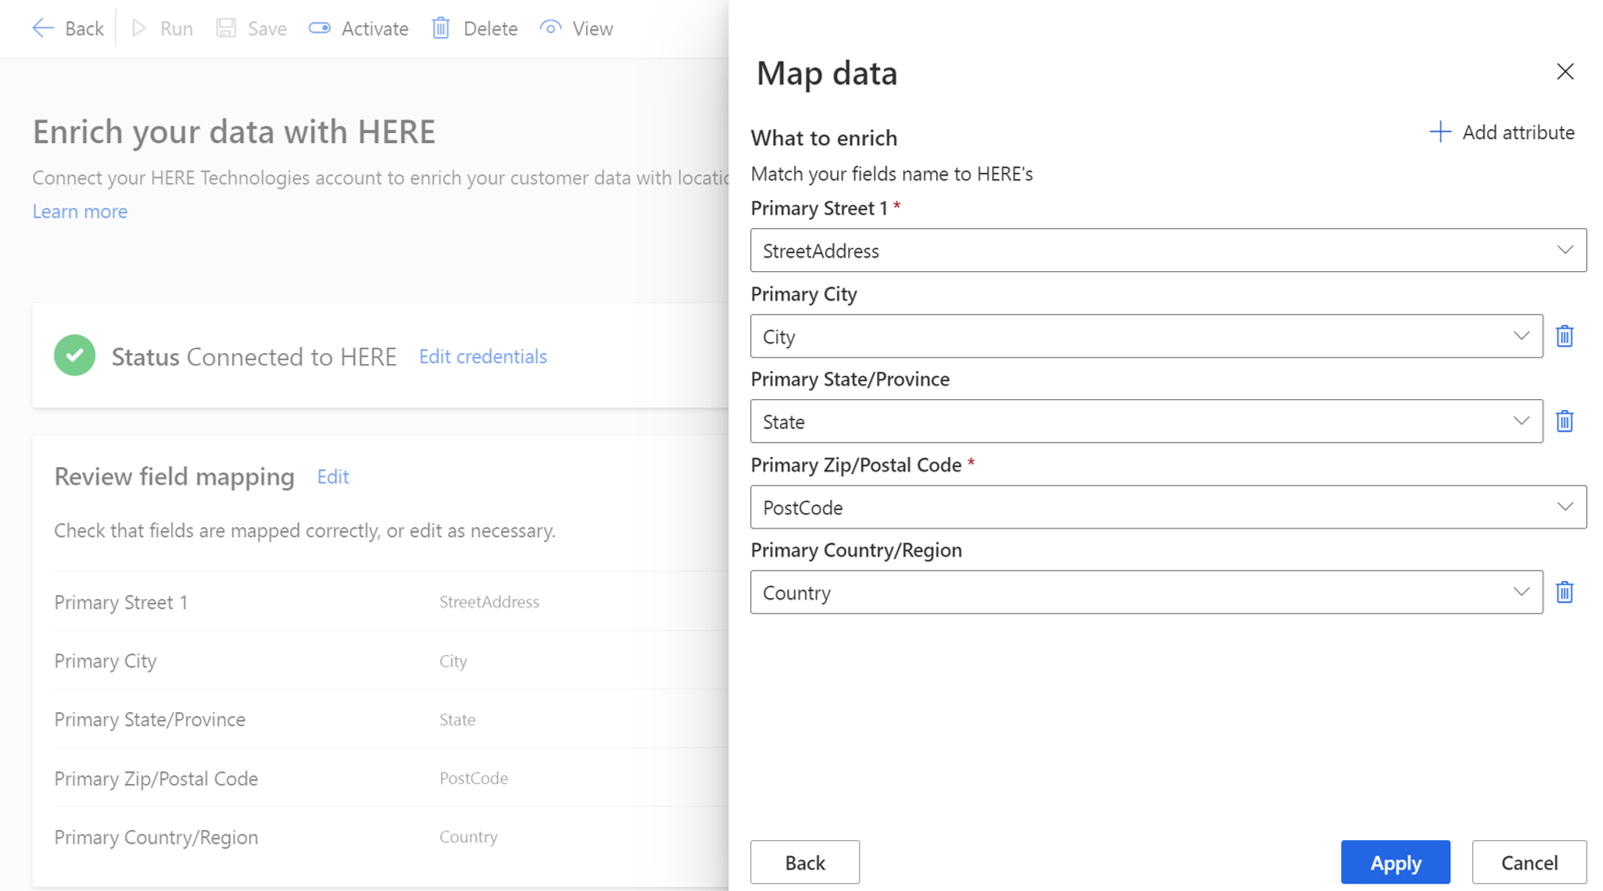 Back
Run
Save
Activate
Delete
View
Enrich your data with HERE
Connect your HERE Technologies account to enrich your customer data with locatio
Learn more
Status Connected to HERE Edit credentials
Review field mapping Edit
Check that fields are mapped correctly, or edit as necessary.
Primary Street 1 StreetAddress
Primary City City
Primary State/Province State
Primary Zip/Postal Code PostCode
Primary Country/Region Country
Map data
What to enrich
Add attribute
Match your fields name to HERE's
Primary Street 1 *
StreetAddress
Primary City
City
Primary State/Province
State
Primary Zip/Postal Code *
PostCode
Primary Country/Region
Country
Back
Apply
Cancel